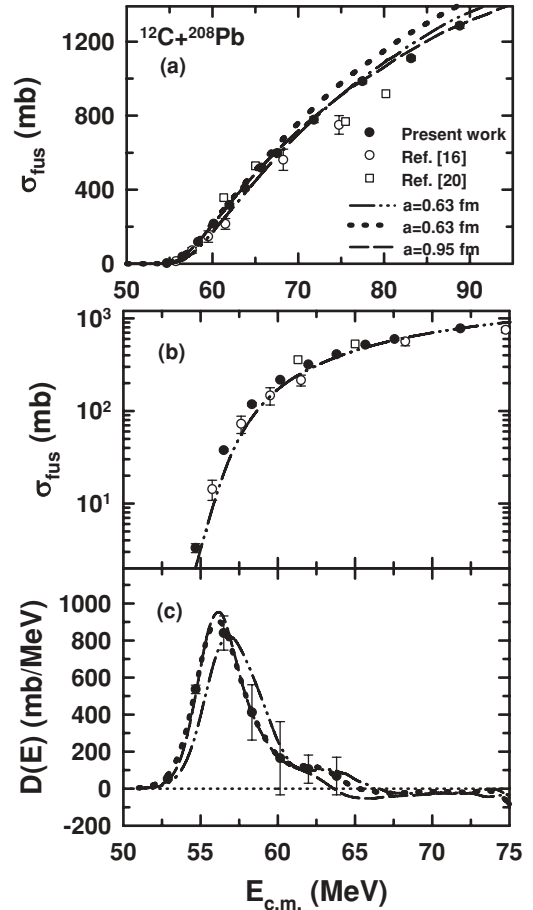 ¹²C+²⁰⁸Pb
(a)
1200
800
400
0
σfus (mb)
Present work
Ref. [16]
Ref. [20]
a=0.63 fm
a=0.63 fm
a=0.95 fm
50 60 70 80 90
(b)
10³
10²
10¹
σfus (mb)
(c)
1000
800
600
400
200
0
-200
D(E) (mb/MeV)
50 55 60 65 70 75
Ec.m. (MeV)